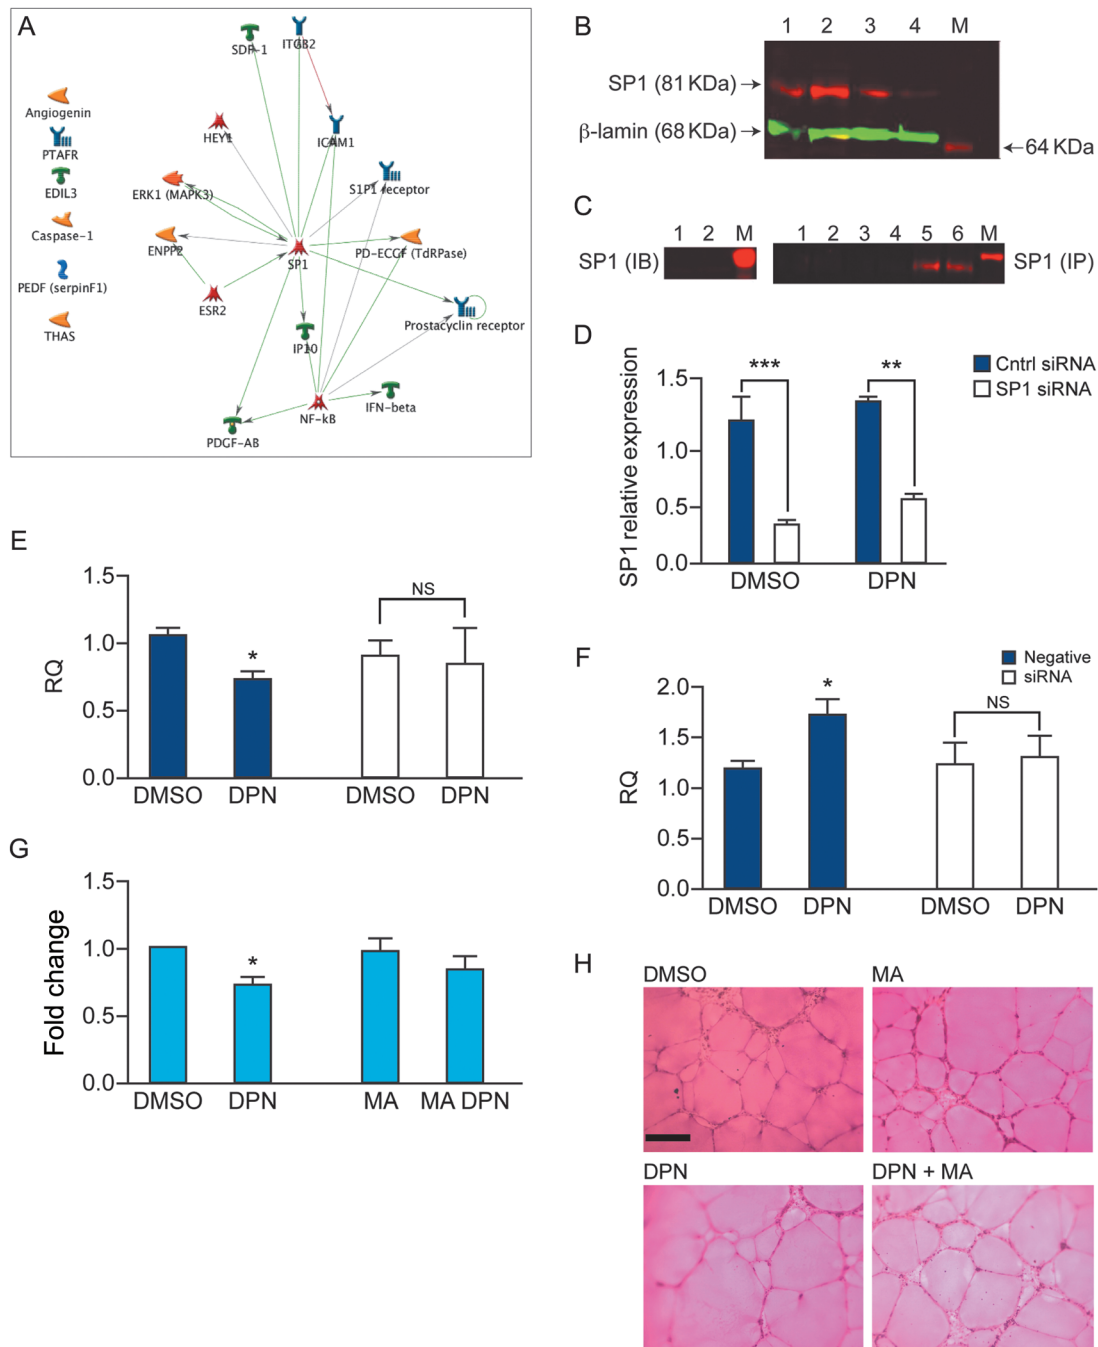 A
SDF-1
ITGB2
Angiogenin
HEY1
ICAM1
PTAFR
S1P1 receptor
EDIL3
ERK1 (MAPK3)
Caspase-1
ENPP2
SP1
PD-ECGF (TdRPase)
PEDF (serpinF1)
ESR2
THAS
Prostacyclin receptor
IP10
IFN-beta
NF-kB
PDGF-AB
B
1 2 3 4 M
SP1 (81 KDa)
β-lamin (68 KDa)
64 KDa
C
1 2 M 1 2 3 4 5 6 M
SP1 (IB) SP1 (IP)
D
Cntrl siRNA
SP1 siRNA
SP1 relative expression
1.5
1.0
0.5
0.0
*** **
DMSO DPN
E
RQ
1.5
1.0
0.5
0.0
*
NS
DMSO DPN DMSO DPN
F
Negative
siRNA
RQ
2.0
1.5
1.0
0.5
0.0
*
NS
DMSO DPN DMSO DPN
G
Fold change
1.5
1.0
0.5
0.0
*
DMSO DPN MA MA DPN
H
DMSO MA
DPN DPN + MA